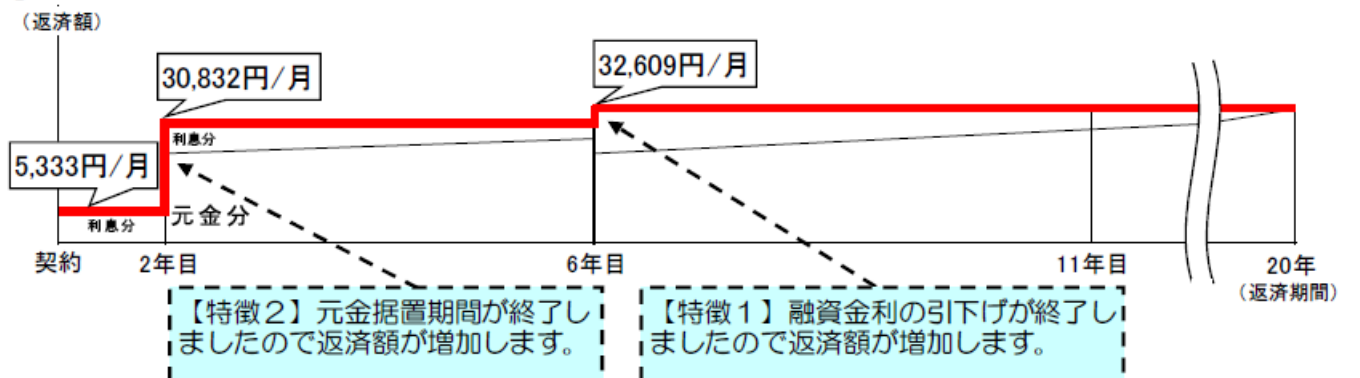 （返済額）
30,832円/月
32,609円/月
利息分
5,333円/月
利息分
元金分
契約
2年目
6年目
11年目
20年
（返済期間）
【特徴２】元金据置期間が終了し
ましたので返済額が増加します。
【特徴１】融資金利の引下げが終了し
ましたので返済額が増加します。